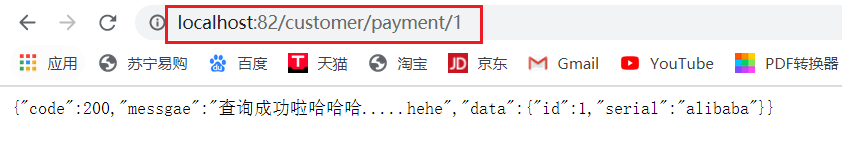 localhost:82/customer/payment/1
应用 苏宁易购 百度 天猫 淘宝 京东 Gmail YouTube PDF转换器
{"code":200,"messgae":"查询成功啦哈哈哈.....hehe","data":{"id":1,"serial":"alibaba"}}